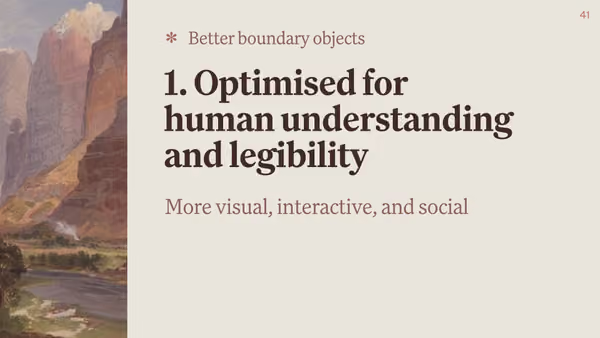 41
* Better boundary objects
1. Optimised for
human understanding
and legibility
More visual, interactive, and social